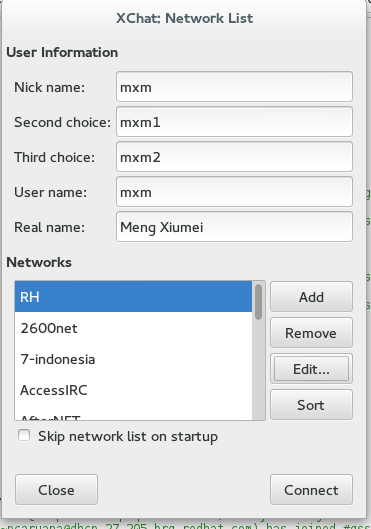 XChat: Network List
User Information
Nick name: mxm
Second choice: mxm1
Third choice: mxm2
User name: mxm
Real name: Meng Xiumei
Networks
RH
Add
2600net
Remove
7-indonesia
Edit...
AccessIRC
Sort
AfterNET
Skip network list on startup
Close
Connect
has joined